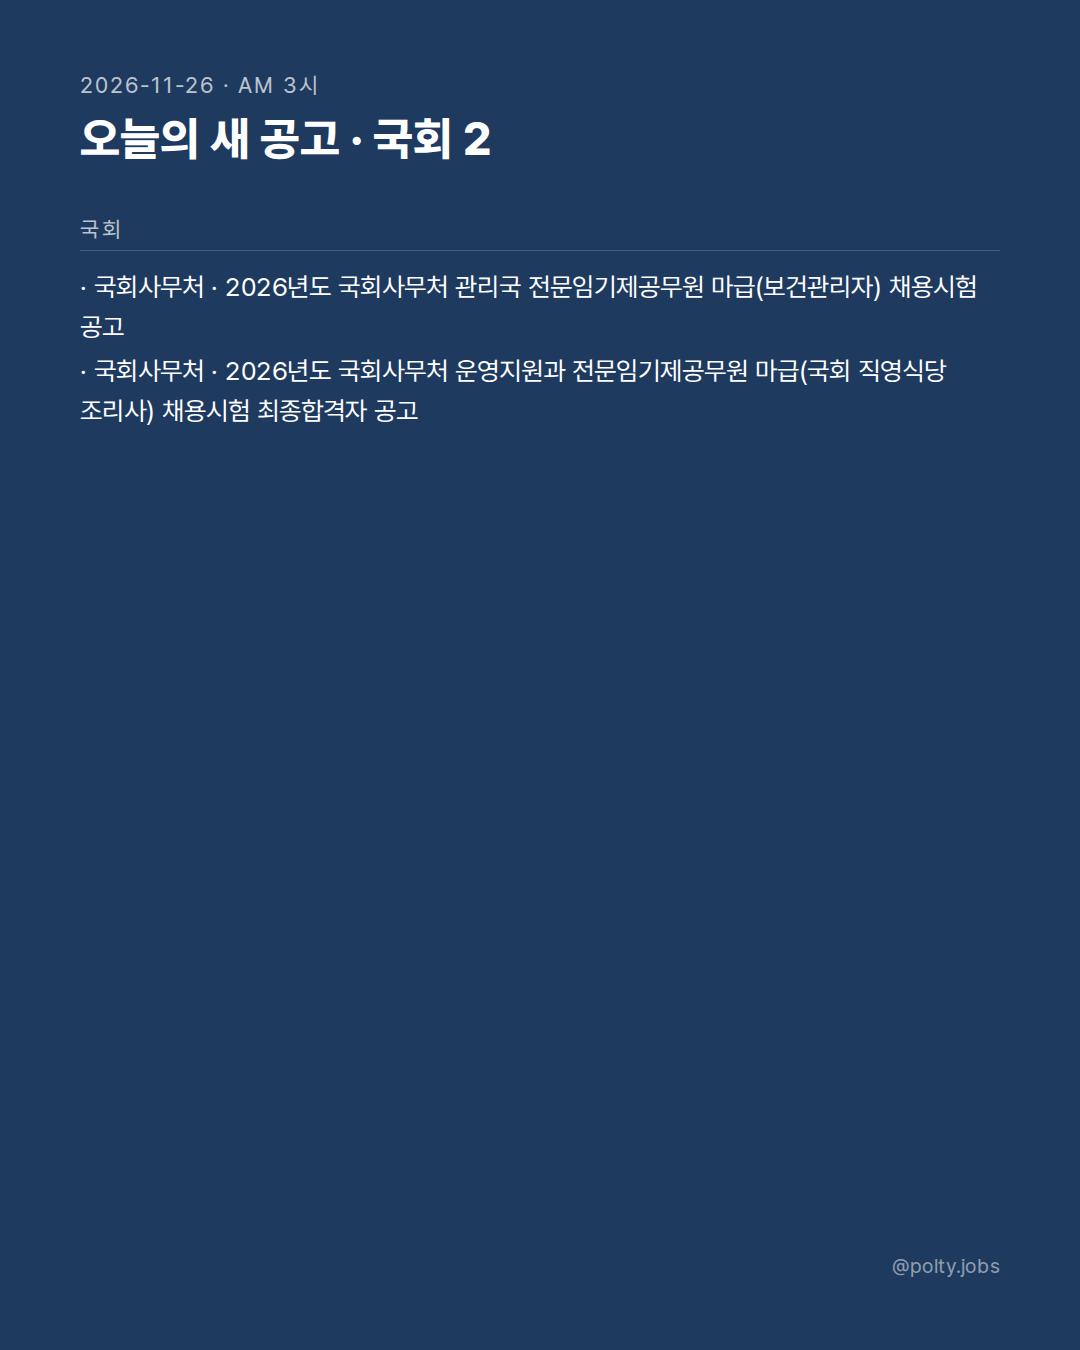 2026-11-26 · AM 3시
오늘의 새 공고 · 국회 2
국회
· 국회사무처 · 2026년도 국회사무처 관리국 전문임기제공무원 마급(보건관리자) 채용시험
공고
· 국회사무처 · 2026년도 국회사무처 운영지원과 전문임기제공무원 마급(국회 직영식당
조리사) 채용시험 최종합격자 공고
@polty.jobs